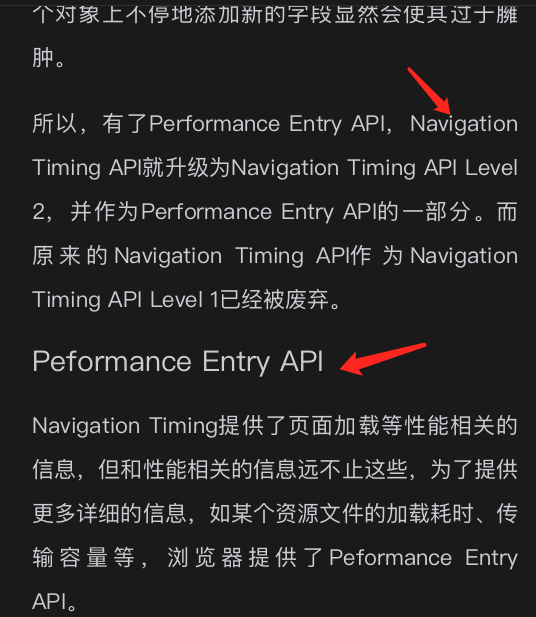 个对象上不停地添加新的字段显然会使其过于臃
肿。
所以，有了Performance Entry API，Navigation
Timing API就升级为Navigation Timing API Level
2，并作为Performance Entry API的一部分。而
原来的Navigation Timing API作 为Navigation
Timing API Level 1已经被废弃。
Peformance Entry API
Navigation Timing提供了页面加载等性能相关的
信息，但和性能相关的信息远不止这些，为了提供
更多详细的信息，如某个资源文件的加载耗时、传
输容量等，浏览器提供了Peformance Entry
API。